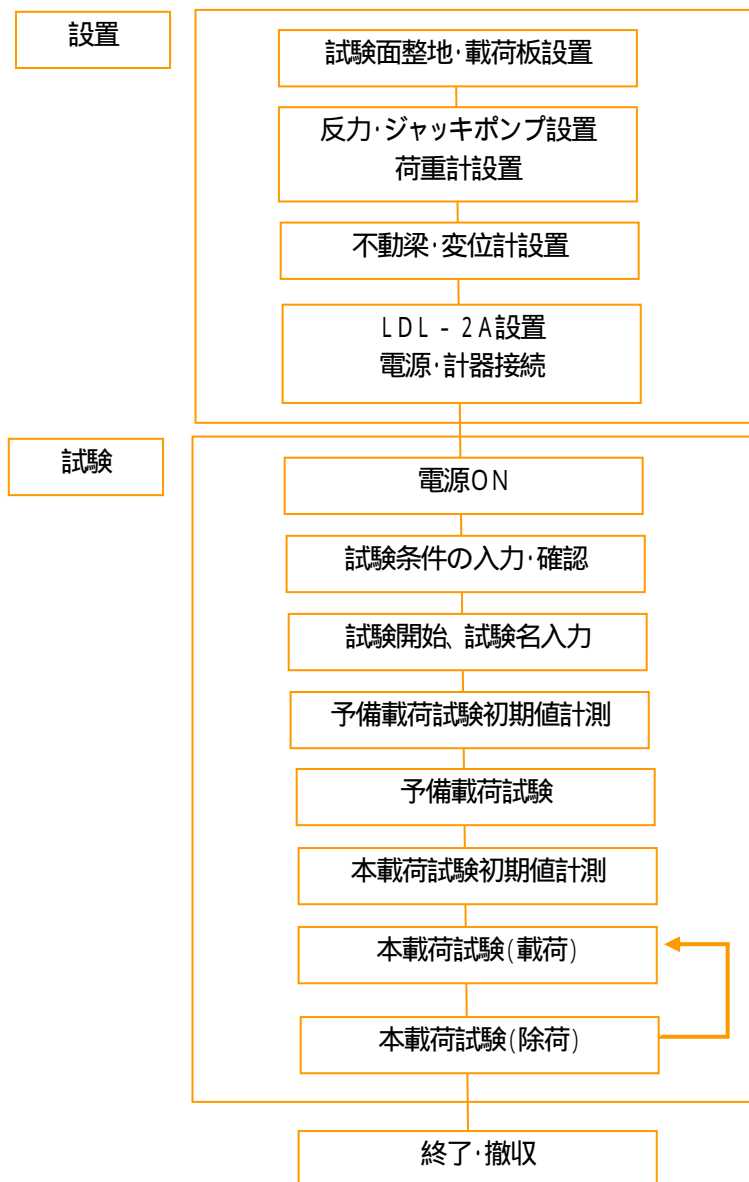 設置
試験面整地･載荷板設置
反力･ジャッキポンプ設置
荷重計設置
不動梁･変位計設置
LDL-2A設置
電源･計器接続
試験
電源ON
試験条件の入力･確認
試験開始、試験名入力
予備載荷試験初期値計測
予備載荷試験
本載荷試験初期値計測
本載荷試験(載荷)
本載荷試験(除荷)
終了･撤収